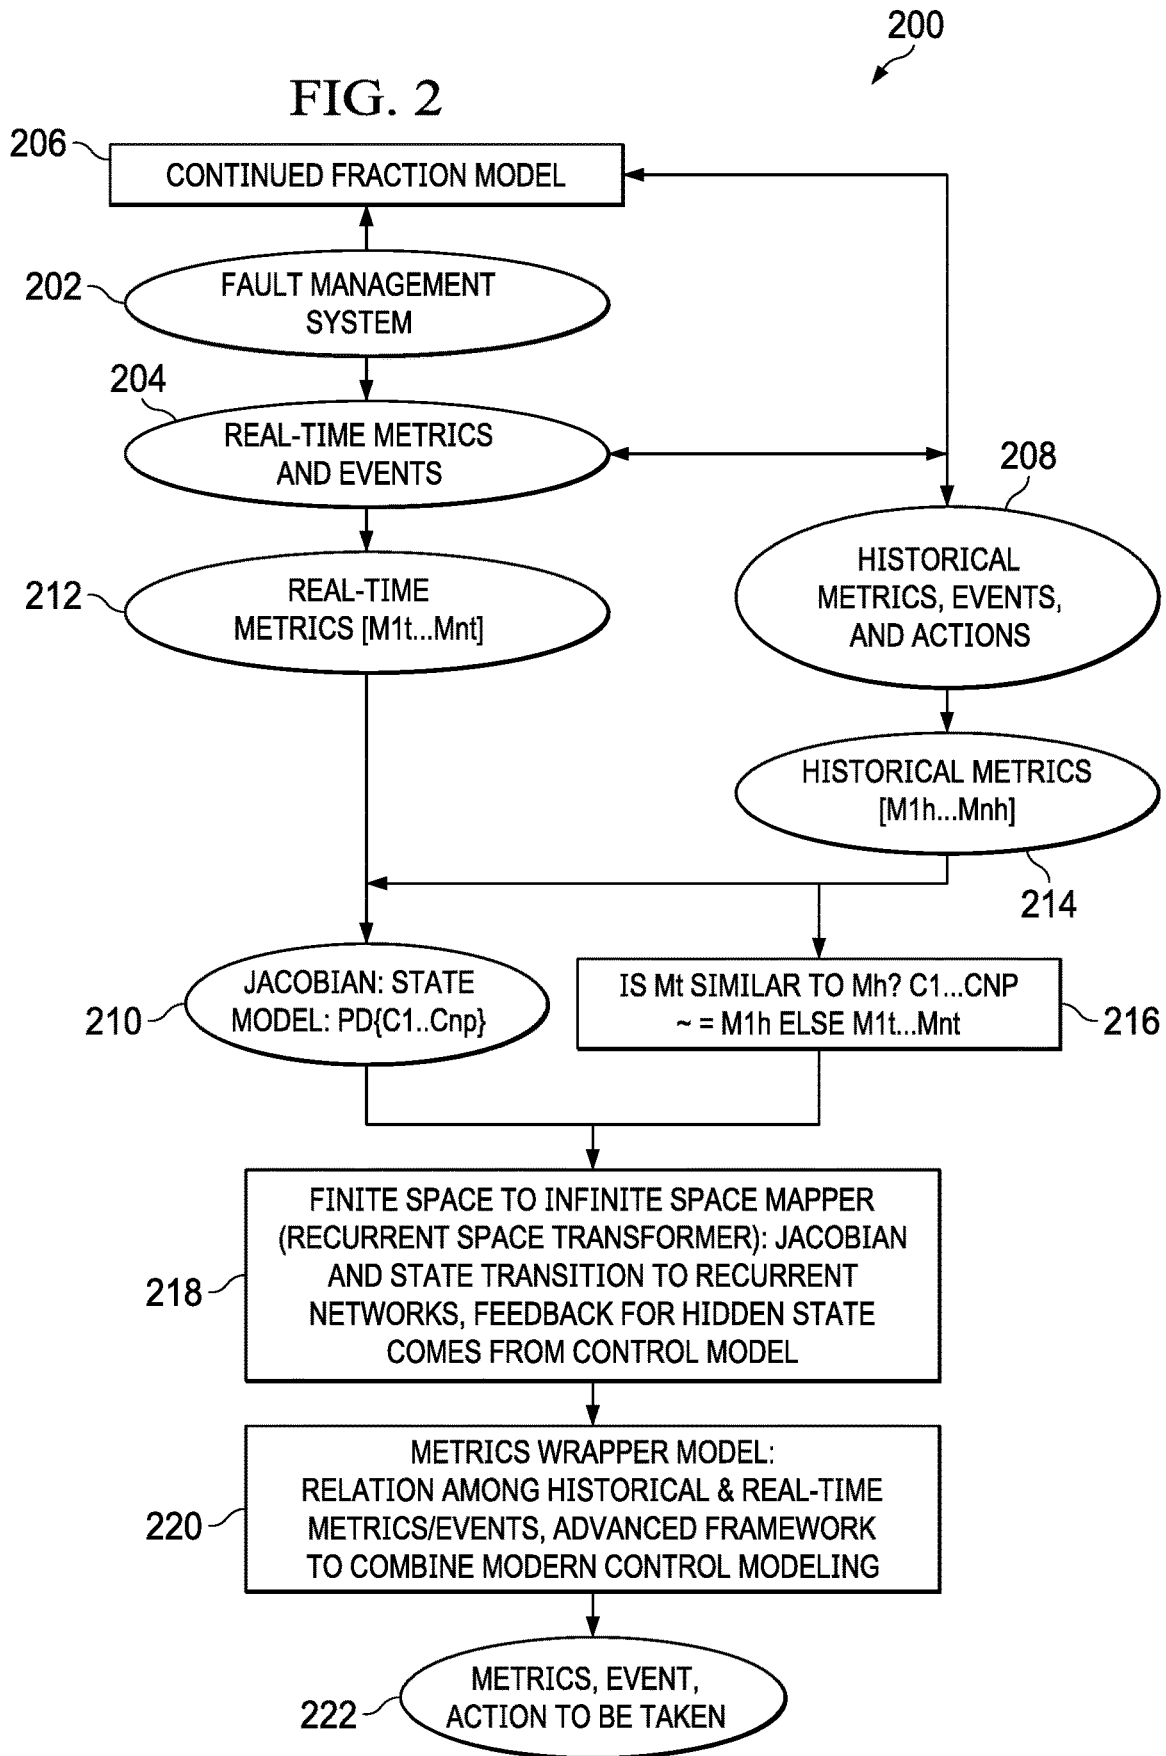 200
FIG. 2
206
CONTINUED FRACTION MODEL
202
FAULT MANAGEMENT
SYSTEM
204
REAL-TIME METRICS
AND EVENTS
208
HISTORICAL
METRICS, EVENTS,
AND ACTIONS
212
REAL-TIME
METRICS [M1t...Mnt]
HISTORICAL METRICS
[M1h...Mnh]
214
210
JACOBIAN: STATE
MODEL: PD{C1..Cnp}
IS Mt SIMILAR TO Mh? C1...CNP
~ = M1h ELSE M1t...Mnt
216
FINITE SPACE TO INFINITE SPACE MAPPER
(RECURRENT SPACE TRANSFORMER): JACOBIAN
AND STATE TRANSITION TO RECURRENT
NETWORKS, FEEDBACK FOR HIDDEN STATE
COMES FROM CONTROL MODEL
218
METRICS WRAPPER MODEL:
RELATION AMONG HISTORICAL & REAL-TIME
METRICS/EVENTS, ADVANCED FRAMEWORK
TO COMBINE MODERN CONTROL MODELING
220
METRICS, EVENT,
ACTION TO BE TAKEN
222